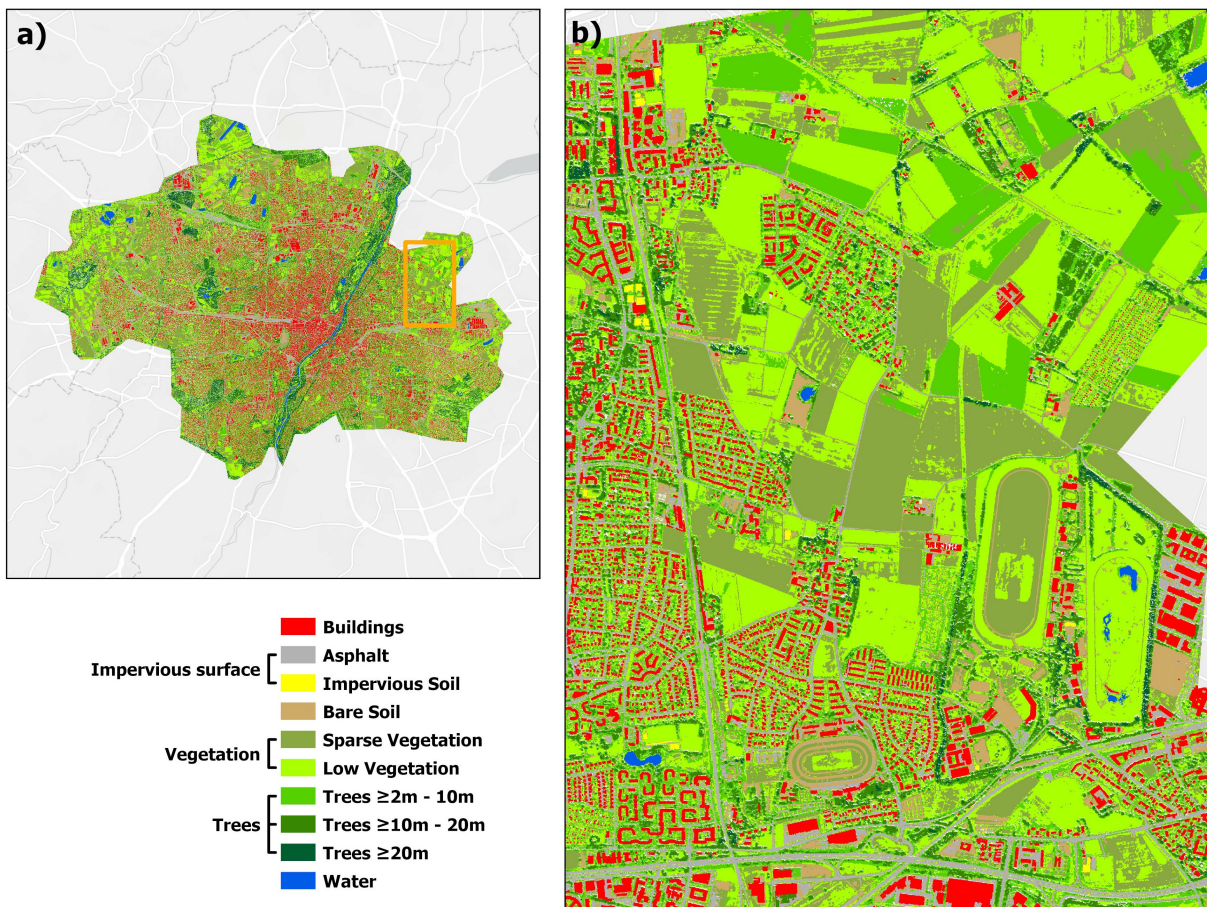 a)
b)
Buildings
Impervious surface
Asphalt
Impervious Soil
Bare Soil
Vegetation
Sparse Vegetation
Low Vegetation
Trees
Trees ≥2m - 10m
Trees ≥10m - 20m
Trees ≥20m
Water